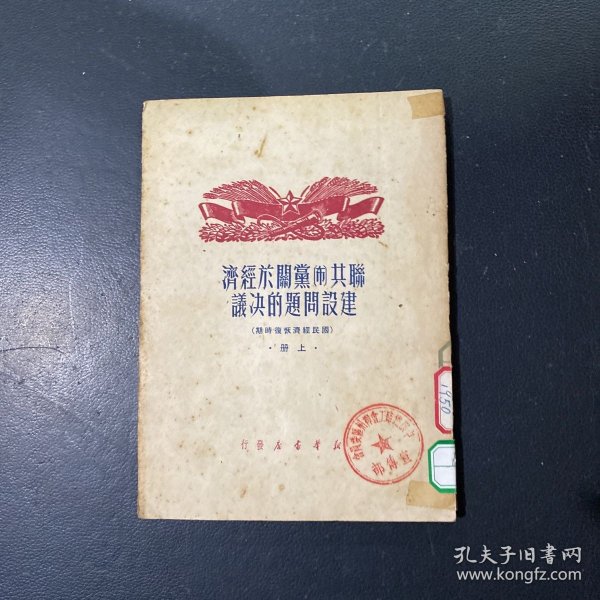 聯共(布)黨關於經濟
建設問題的決議
(國民經濟恢復時期)
·上册·
新華書店發行
1950
孔夫子旧书网
www.kongfz.com